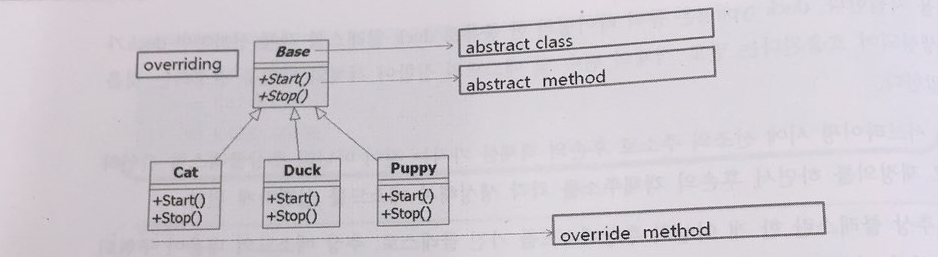 overriding
Base
+Start()
+Stop()
abstract class
abstract method
Cat
+Start()
+Stop()
Duck
+Start()
+Stop()
Puppy
+Start()
+Stop()
override method